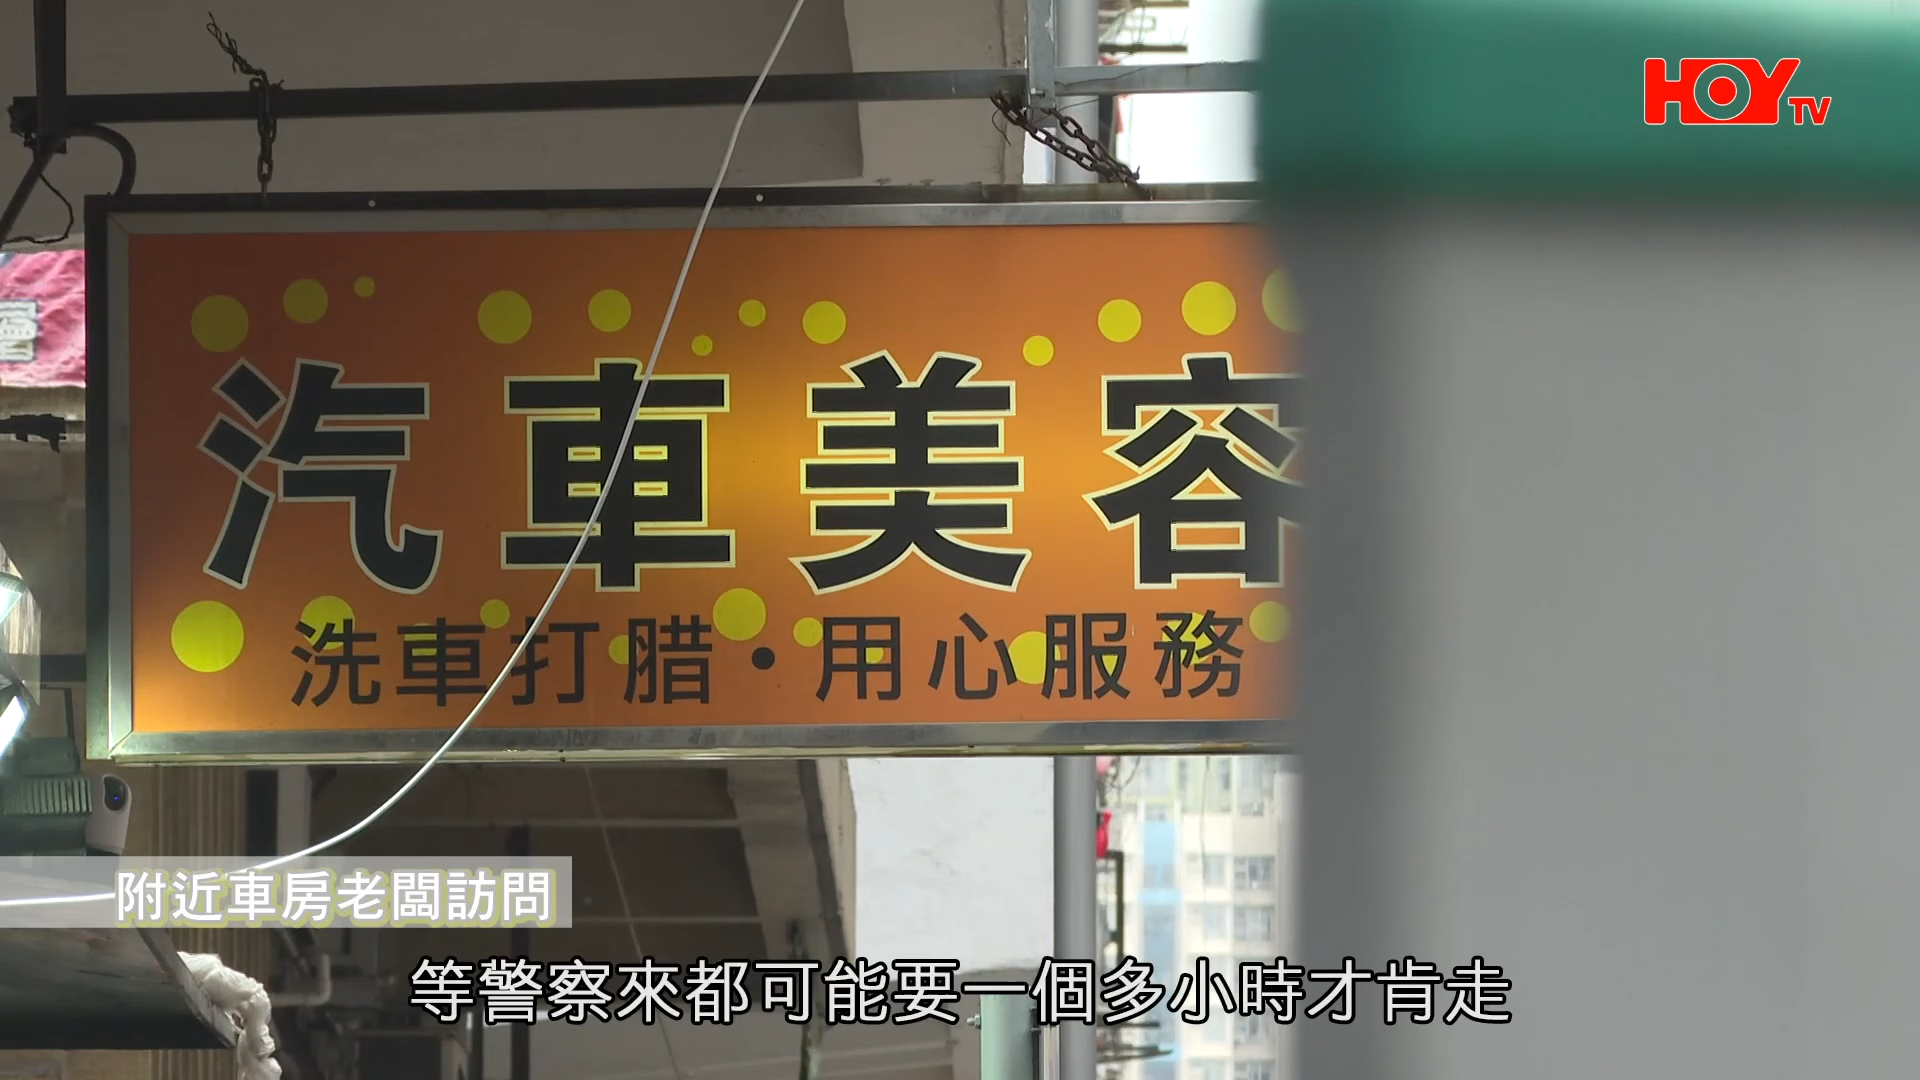 HOY TV
汽車美容
洗車打腊・用心服務
附近車房老闆訪問
等警察來都可能要一個多小時才肯走